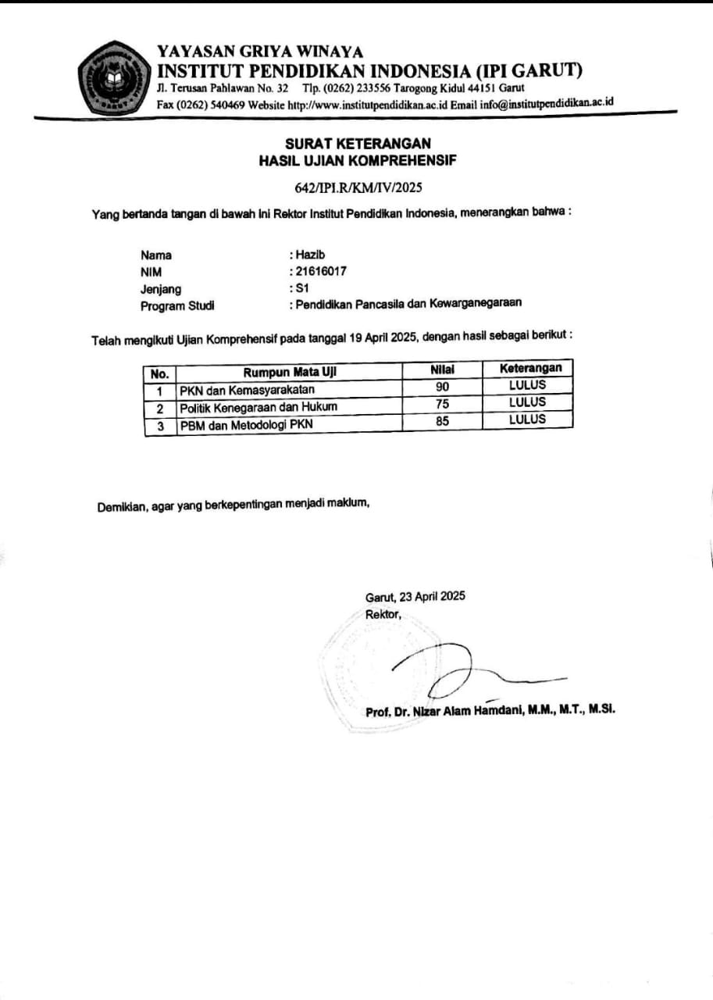 YAYASAN GRIYA WINAYA
INSTITUT PENDIDIKAN INDONESIA (IPI GARUT)
Jl. Terusan Pahlawan No. 32 Tlp. (0262) 233556 Tarogong Kidul 44151 Garut
Fax (0262) 540469 Website http://www.institutpendidikan.ac.id Email info@institutpendidikan.ac.id
SURAT KETERANGAN
HASIL UJIAN KOMPREHENSIF
642/IPI.R/KM/IV/2025
Yang bertanda tangan di bawah ini Rektor Institut Pendidikan Indonesia, menerangkan bahwa :
Nama : Hazib
NIM : 21616017
Jenjang : S1
Program Studi : Pendidikan Pancasila dan Kewarganegaraan
Telah mengikuti Ujian Komprehensif pada tanggal 19 April 2025, dengan hasil sebagai berikut :
No. Rumpun Mata Uji Nilai Keterangan
1 PKN dan Kemasyarakatan 90 LULUS
2 Politik Kenegaraan dan Hukum 75 LULUS
3 PBM dan Metodologi PKN 85 LULUS
Demikian, agar yang berkepentingan menjadi maklum,
Garut, 23 April 2025
Rektor,
Prof. Dr. Nizar Alam Hamdani, M.M., M.T., M.Si.